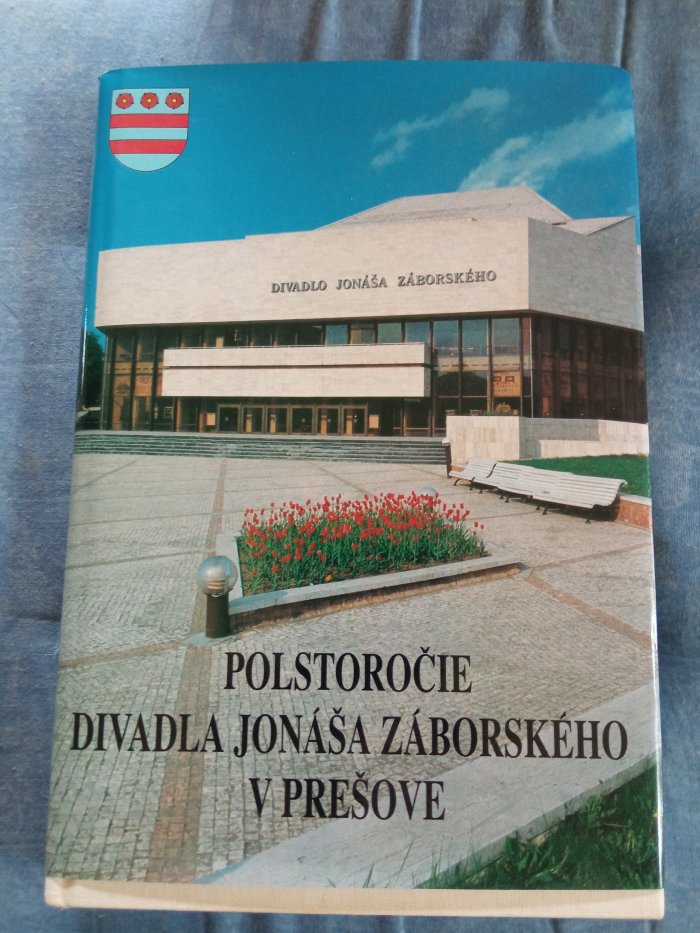 DIVADLO JONÁŠA ZÁBORSKÉHO
POLSTOROČIE
DIVADLA JONÁŠA ZÁBORSKÉHO
V PREŠOVE